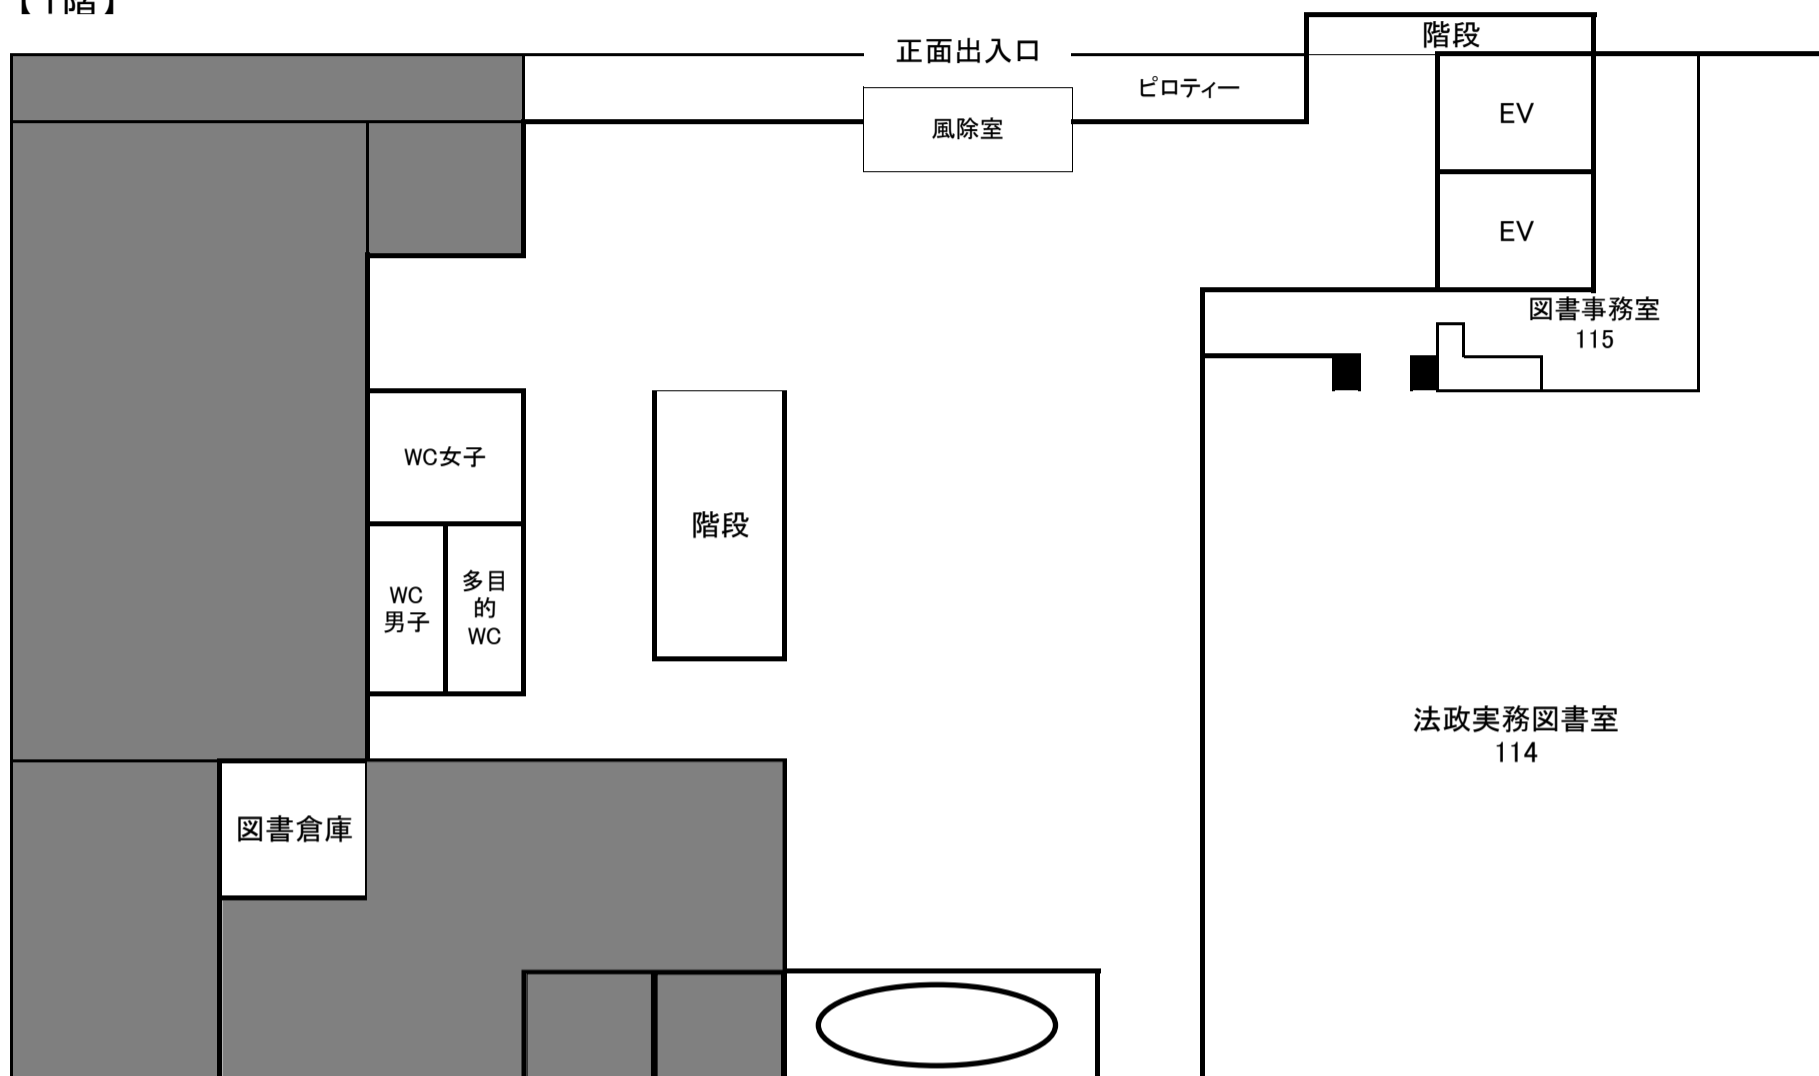 【1階】
階段
正面出入口
ピロティー
EV
風除室
EV
図書事務室
115
WC女子
階段
WC
男子
多目
的
WC
法政実務図書室
114
図書倉庫